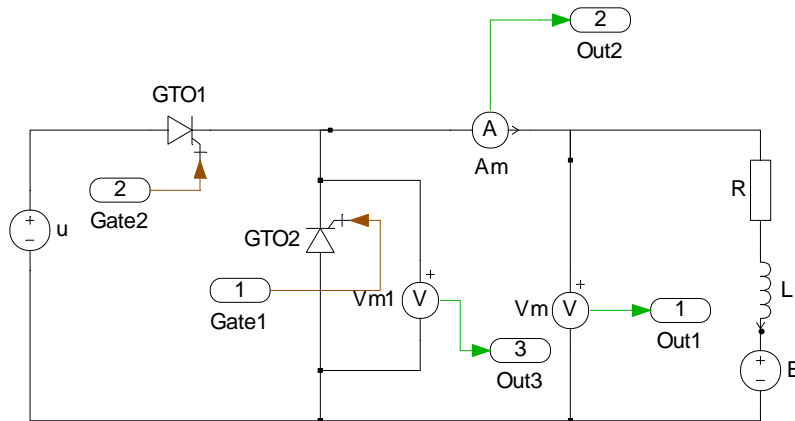 2
Out2
GTO1
A
Am
2
Gate2
R
u
GTO2
1
Gate1
Vm1
V
Vm
V
1
Out1
L
3
Out3
E